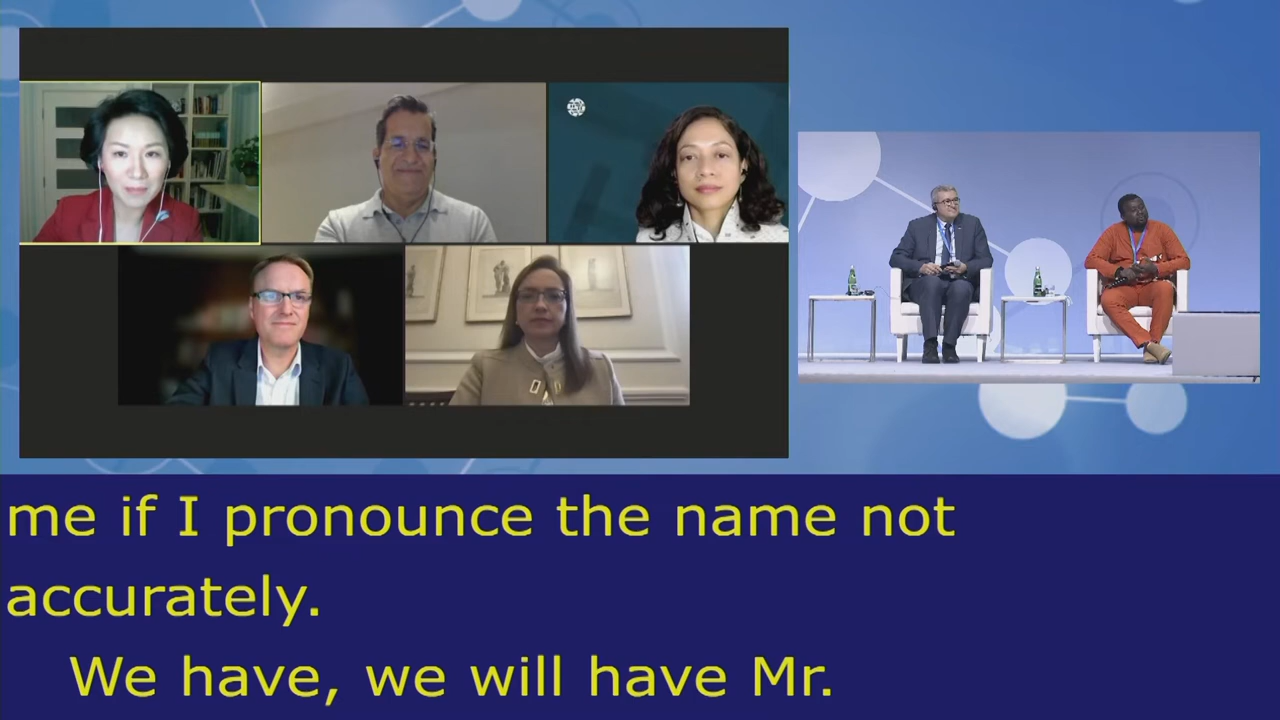 me if I pronounce the name not
accurately.
We have, we will have Mr.